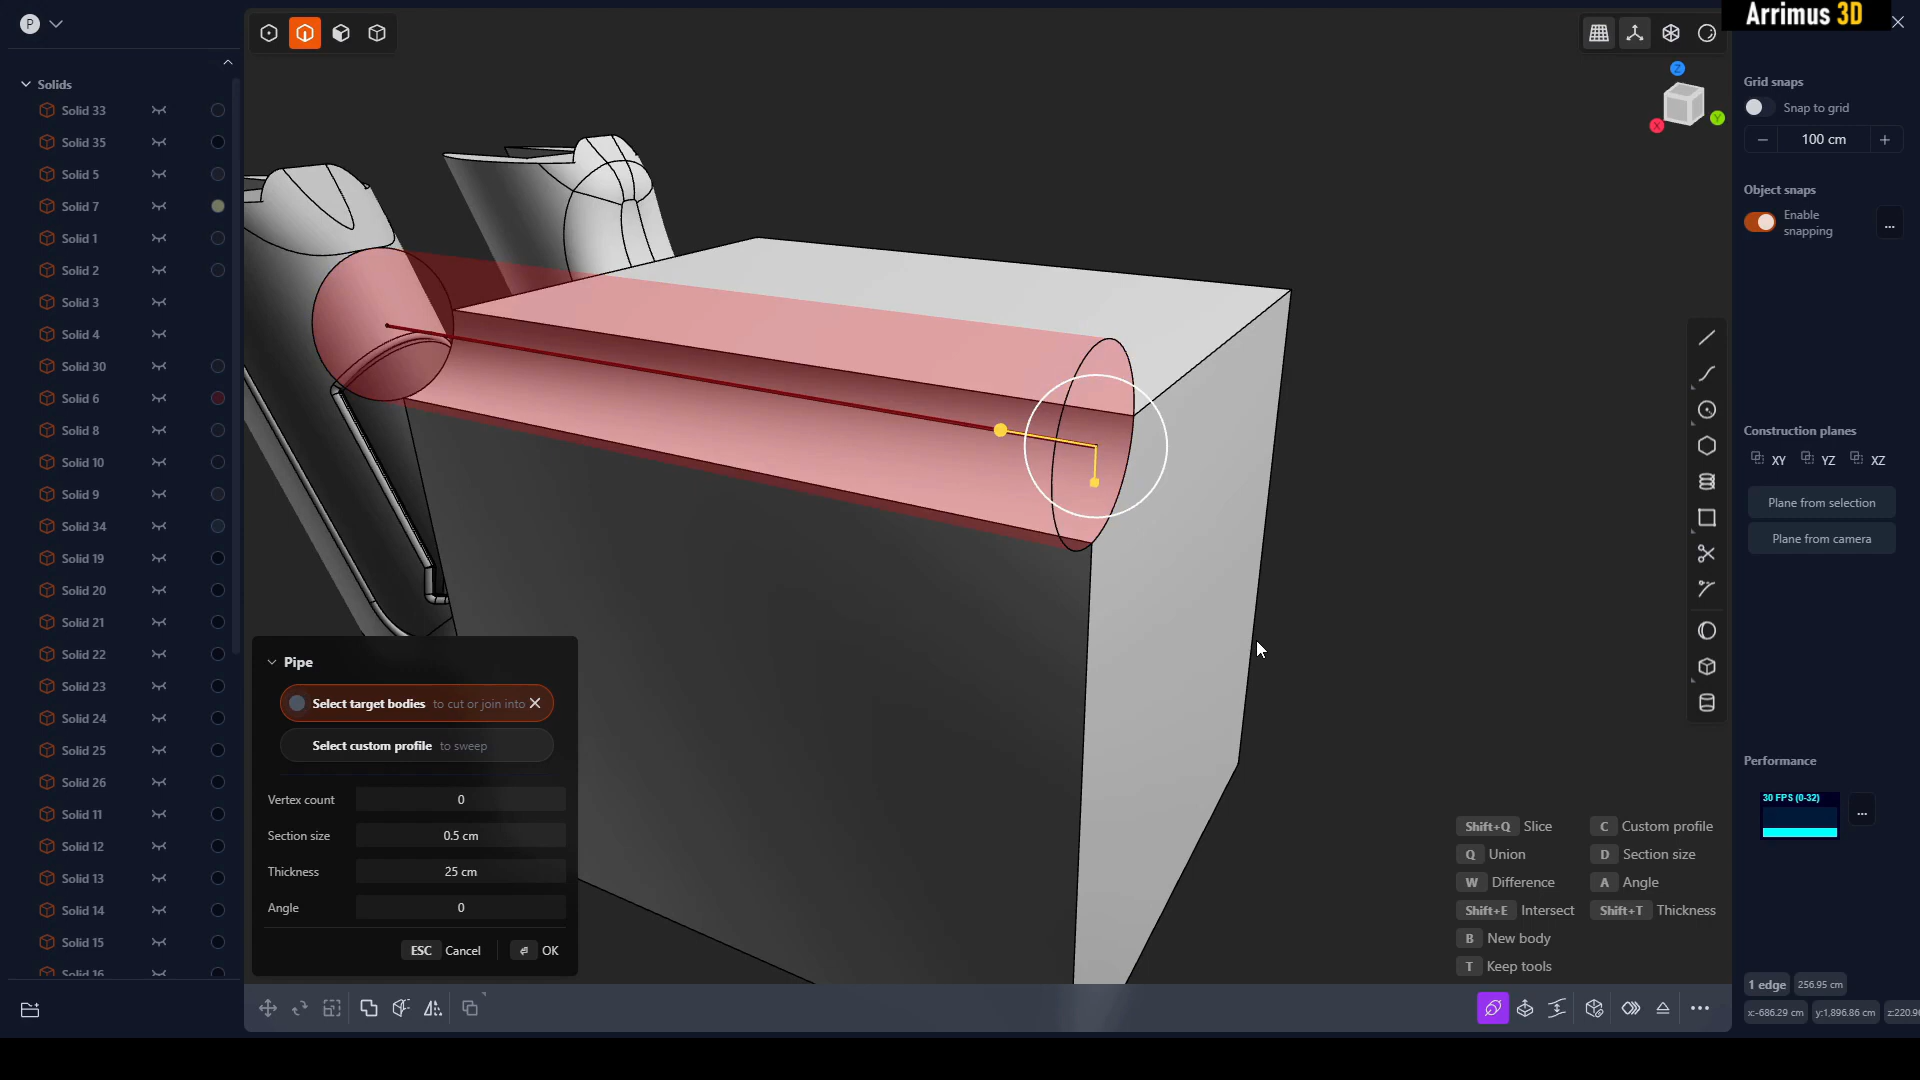 P
Arrimus 3D
Solids
Solid 33
Solid 35
Solid 5
Solid 7
Solid 1
Solid 2
Solid 3
Solid 4
Solid 30
Solid 6
Solid 8
Solid 10
Solid 9
Solid 34
Solid 19
Solid 20
Solid 21
Solid 22
Solid 23
Solid 24
Solid 25
Solid 26
Solid 11
Solid 12
Solid 13
Solid 14
Solid 15
Solid 16
Z
X
Y
Pipe
Select target bodies to cut or join into
Select custom profile to sweep
Vertex count 0
Section size 0.5 cm
Thickness 25 cm
Angle 0
ESC Cancel OK
Shift+Q Slice C Custom profile
Q Union D Section size
W Difference A Angle
Shift+E Intersect Shift+T Thickness
B New body
T Keep tools
Grid snaps
Snap to grid
100 cm
Object snaps
Enable snapping
...
Construction planes
XY YZ XZ
Plane from selection
Plane from camera
Performance
30 FPS (0-32)
...
1 edge 256.95 cm
x:-686.29 cm y:1,896.86 cm